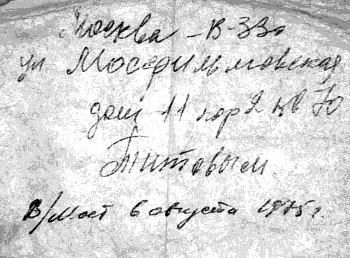 Москва - В-330
ул Мосфильмовская
дом 11 кор 2 кв 70
Титовым
В/Мост 6 августа 1975 г.